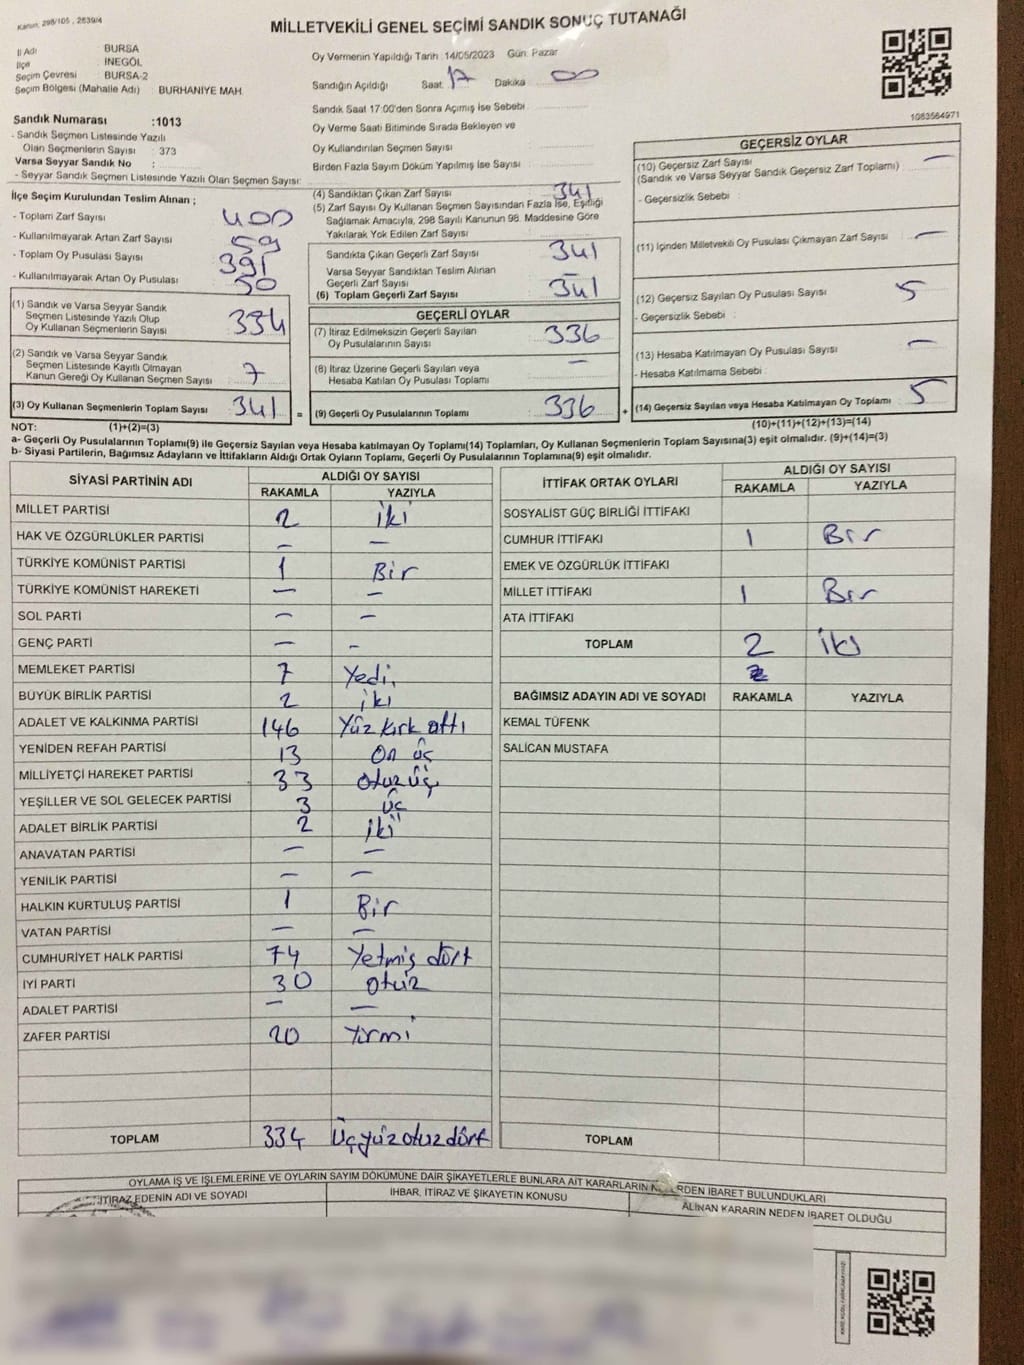 Kanun: 298/105 , 2839/4
MİLLETVEKİLİ GENEL SEÇİMİ SANDIK SONUÇ TUTANAĞI
İl Adı : BURSA
İlçe : İNEGÖL
Seçim Çevresi : BURSA-2
Seçim Bölgesi (Mahalle Adı) : BURHANİYE MAH.
Sandık Numarası :1013
- Sandık Seçmen Listesinde Yazılı
Olan Seçmenlerin Sayısı : 373
Varsa Seyyar Sandık No :
- Seyyar Sandık Seçmen Listesinde Yazılı Olan Seçmen Sayısı:
Oy Vermenin Yapıldığı Tarih :14/05/2023 Gün: Pazar
Sandığın Açıldığı Saat: 17 Dakika : 00
Sandık Saat 17:00'den Sonra Açılmış İse Sebebi :
Oy Verme Saati Bitiminde Sırada Bekleyen ve
Oy Kullandırılan Seçmen Sayısı :
Birden Fazla Sayım Döküm Yapılmış İse Sayısı :
1083564971
İlçe Seçim Kurulundan Teslim Alınan ;
- Toplam Zarf Sayısı : 400
- Kullanılmayarak Artan Zarf Sayısı : 59
- Toplam Oy Pusulası Sayısı : 391
- Kullanılmayarak Artan Oy Pusulası : 50
(4) Sandıktan Çıkan Zarf Sayısı : 341
(5) Zarf Sayısı Oy Kullanan Seçmen Sayısından Fazla İse, Eşitliği
Sağlamak Amacıyla, 298 Sayılı Kanunun 98. Maddesine Göre
Yakılarak Yok Edilen Zarf Sayısı :
Sandıkta Çıkan Geçerli Zarf Sayısı : 341
Varsa Seyyar Sandıktan Teslim Alınan
Geçerli Zarf Sayısı : —
(6) Toplam Geçerli Zarf Sayısı : 341
GEÇERSİZ OYLAR
(10) Geçersiz Zarf Sayısı : —
(Sandık ve Varsa Seyyar Sandık Geçersiz Zarf Toplamı)
- Geçersizlik Sebebi :
(11) İçinden Milletvekili Oy Pusulası Çıkmayan Zarf Sayısı : —
(12) Geçersiz Sayılan Oy Pusulası Sayısı : 5
- Geçersizlik Sebebi :
(13) Hesaba Katılmayan Oy Pusulası Sayısı : —
- Hesaba Katılmama Sebebi :
(14) Geçersiz Sayılan veya Hesaba Katılmayan Oy Toplamı : 5
(10)+(11)+(12)+(13)=(14)
(1) Sandık ve Varsa Seyyar Sandık
Seçmen Listesinde Yazılı Olup
Oy Kullanan Seçmenlerin Sayısı : 334
(2) Sandık ve Varsa Seyyar Sandık
Seçmen Listesinde Kayıtlı Olmayan
Kanun Gereği Oy Kullanan Seçmen Sayısı : 7
(3) Oy Kullanan Seçmenlerin Toplam Sayısı : 341 =
GEÇERLİ OYLAR
(7) İtiraz Edilmeksizin Geçerli Sayılan
Oy Pusulalarının Sayısı : 336
(8) İtiraz Üzerine Geçerli Sayılan veya
Hesaba Katılan Oy Pusulası Toplamı : —
(9) Geçerli Oy Pusulalarının Toplamı : 336 +
NOT: (1)+(2)=(3)
a- Geçerli Oy Pusulalarının Toplamı(9) ile Geçersiz Sayılan veya Hesaba katılmayan Oy Toplamı(14) Toplamları, Oy Kullanan Seçmenlerin Toplam Sayısına(3) eşit olmalıdır. (9)+(14)=(3)
b- Siyasi Partilerin, Bağımsız Adayların ve İttifakların Aldığı Ortak Oyların Toplamı, Geçerli Oy Pusulalarının Toplamına(9) eşit olmalıdır.
SİYASİ PARTİNİN ADI ALDIĞI OY SAYISI
RAKAMLA YAZIYLA
MİLLET PARTİSİ 2 iki
HAK VE ÖZGÜRLÜKLER PARTİSİ — —
TÜRKİYE KOMÜNİST PARTİSİ 1 Bir
TÜRKİYE KOMÜNİST HAREKETİ — —
SOL PARTİ — —
GENÇ PARTİ — —
MEMLEKET PARTİSİ 7 Yedi
BÜYÜK BİRLİK PARTİSİ 2 iki
ADALET VE KALKINMA PARTİSİ 146 Yüz kırk altı
YENİDEN REFAH PARTİSİ 13 On üç
MİLLİYETÇİ HAREKET PARTİSİ 33 otuz üç
YEŞİLLER VE SOL GELECEK PARTİSİ 3 üç
ADALET BİRLİK PARTİSİ 2 iki
ANAVATAN PARTİSİ — —
YENİLİK PARTİSİ — —
HALKIN KURTULUŞ PARTİSİ 1 Bir
VATAN PARTİSİ — —
CUMHURİYET HALK PARTİSİ 74 Yetmiş dört
İYİ PARTİ 30 otuz
ADALET PARTİSİ — —
ZAFER PARTİSİ 20 Yirmi
TOPLAM 334 Üçyüzotuzdört
İTTİFAK ORTAK OYLARI ALDIĞI OY SAYISI
RAKAMLA YAZIYLA
SOSYALİST GÜÇ BİRLİĞİ İTTİFAKI
CUMHUR İTTİFAKI 1 Bir
EMEK VE ÖZGÜRLÜK İTTİFAKI
MİLLET İTTİFAKI 1 Bir
ATA İTTİFAKI
TOPLAM 2 iki
2
BAĞIMSIZ ADAYIN ADI VE SOYADI RAKAMLA YAZIYLA
KEMAL TÜFENK
SALİCAN MUSTAFA
TOPLAM
OYLAMA İŞ VE İŞLEMLERİNE VE OYLARIN SAYIM DÖKÜMÜNE DAİR ŞİKAYETLERLE BUNLARA AİT KARARLARIN NELERDEN İBARET BULUNDUKLARI
İTİRAZ EDENİN ADI VE SOYADI İHBAR, İTİRAZ VE ŞİKAYETİN KONUSU ALINAN KARARIN NEDEN İBARET OLDUĞU